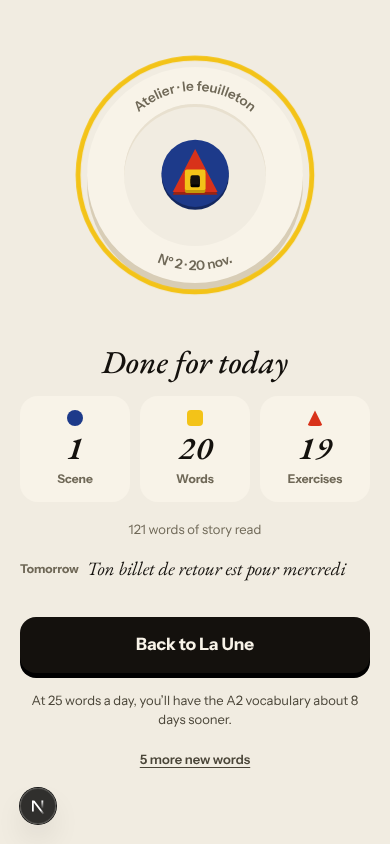 Atelier · le feuilleton
N° 2 · 20 nov.
Done for today
1
Scene
20
Words
19
Exercises
121 words of story read
Tomorrow Ton billet de retour est pour mercredi
Back to La Une
At 25 words a day, you'll have the A2 vocabulary about 8
days sooner.
5 more new words
N